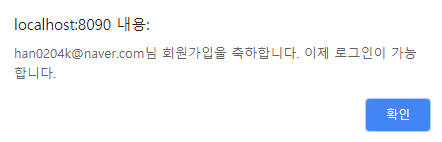 localhost:8090 내용:
han0204k@naver.com님 회원가입을 축하합니다. 이제 로그인이 가능
합니다.
확인